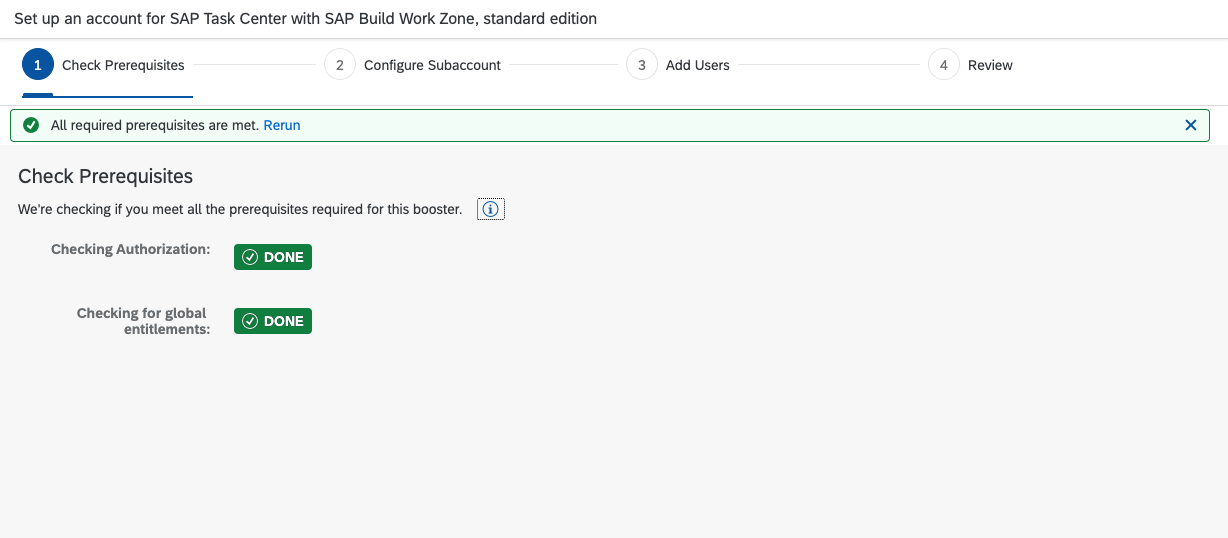 Set up an account for SAP Task Center with SAP Build Work Zone, standard edition
1 Check Prerequisites 2 Configure Subaccount 3 Add Users 4 Review
All required prerequisites are met. Rerun
Check Prerequisites
We're checking if you meet all the prerequisites required for this booster.
Checking Authorization: DONE
Checking for global
entitlements: DONE